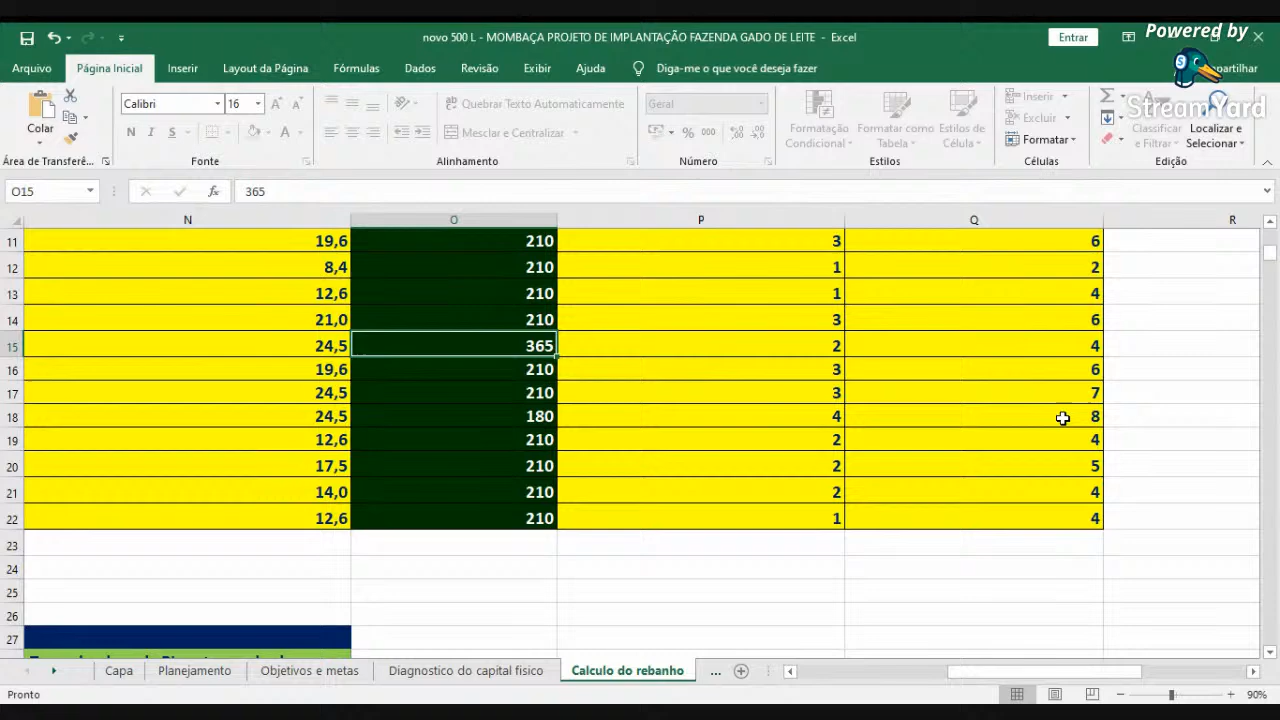 Powered by
StreamYard
novo 500 L - MOMBAÇA PROJETO DE IMPLANTAÇÃO FAZENDA GADO DE LEITE - Excel
Entrar
Arquivo Página Inicial Inserir Layout da Página Fórmulas Dados Revisão Exibir Ajuda Diga-me o que você deseja fazer
Calibri 16
Quebrar Texto Automaticamente
Geral
Inserir
Colar
Excluir
N I S
Mesclar e Centralizar
% 000
Formatação Condicional
Formatar como Tabela
Estilos de Célula
Formatar
Classificar e Filtrar
Localizar e Selecionar
Área de Transferê... Fonte Alinhamento Número Estilos Células Edição
O15 fx 365
N O P Q R
11 19,6 210 3 6
12 8,4 210 1 2
13 12,6 210 1 4
14 21,0 210 3 6
15 24,5 365 2 4
16 19,6 210 3 6
17 24,5 210 3 7
18 24,5 180 4 8
19 12,6 210 2 4
20 17,5 210 2 5
21 14,0 210 2 4
22 12,6 210 1 4
23
24
25
26
27
Capa Planejamento Objetivos e metas Diagnostico do capital fisico Calculo do rebanho ...
Pronto 90%